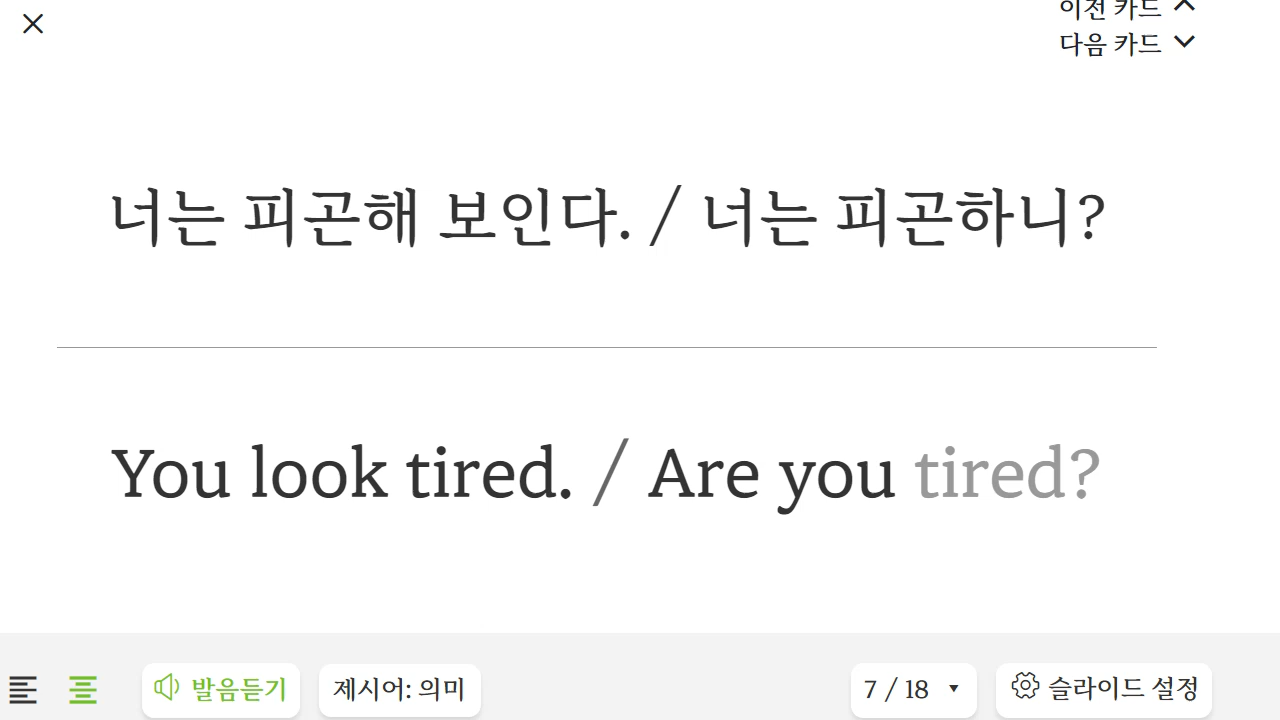 이전 카드
다음 카드
너는 피곤해 보인다. / 너는 피곤하니?
You look tired. / Are you tired?
발음듣기 제시어: 의미 7 / 18 슬라이드 설정